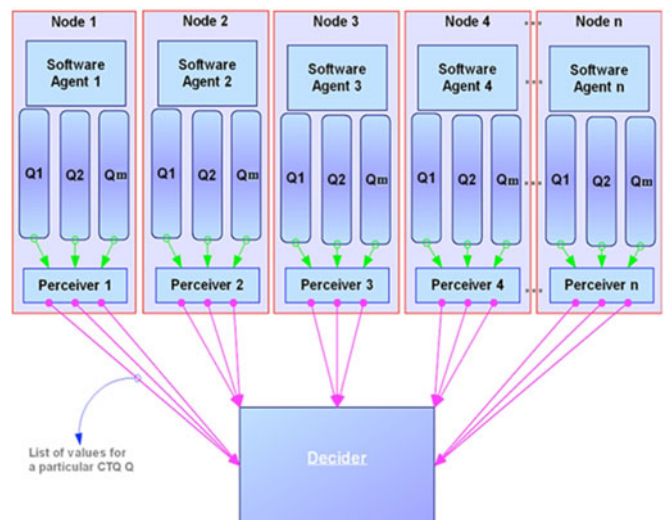 Node 1
Node 2
Node 3
Node 4
Node n
Software
Agent 1
Software
Agent 2
Software
Agent 3
Software
Agent 4
Software
Agent n
Q1
Q2
Qm
Q1
Q2
Qm
Q1
Q2
Qm
Q1
Q2
Qm
Q1
Q2
Qm
Perceiver 1
Perceiver 2
Perceiver 3
Perceiver 4
Perceiver n
List of values for
a particular CTQ Q
Decider